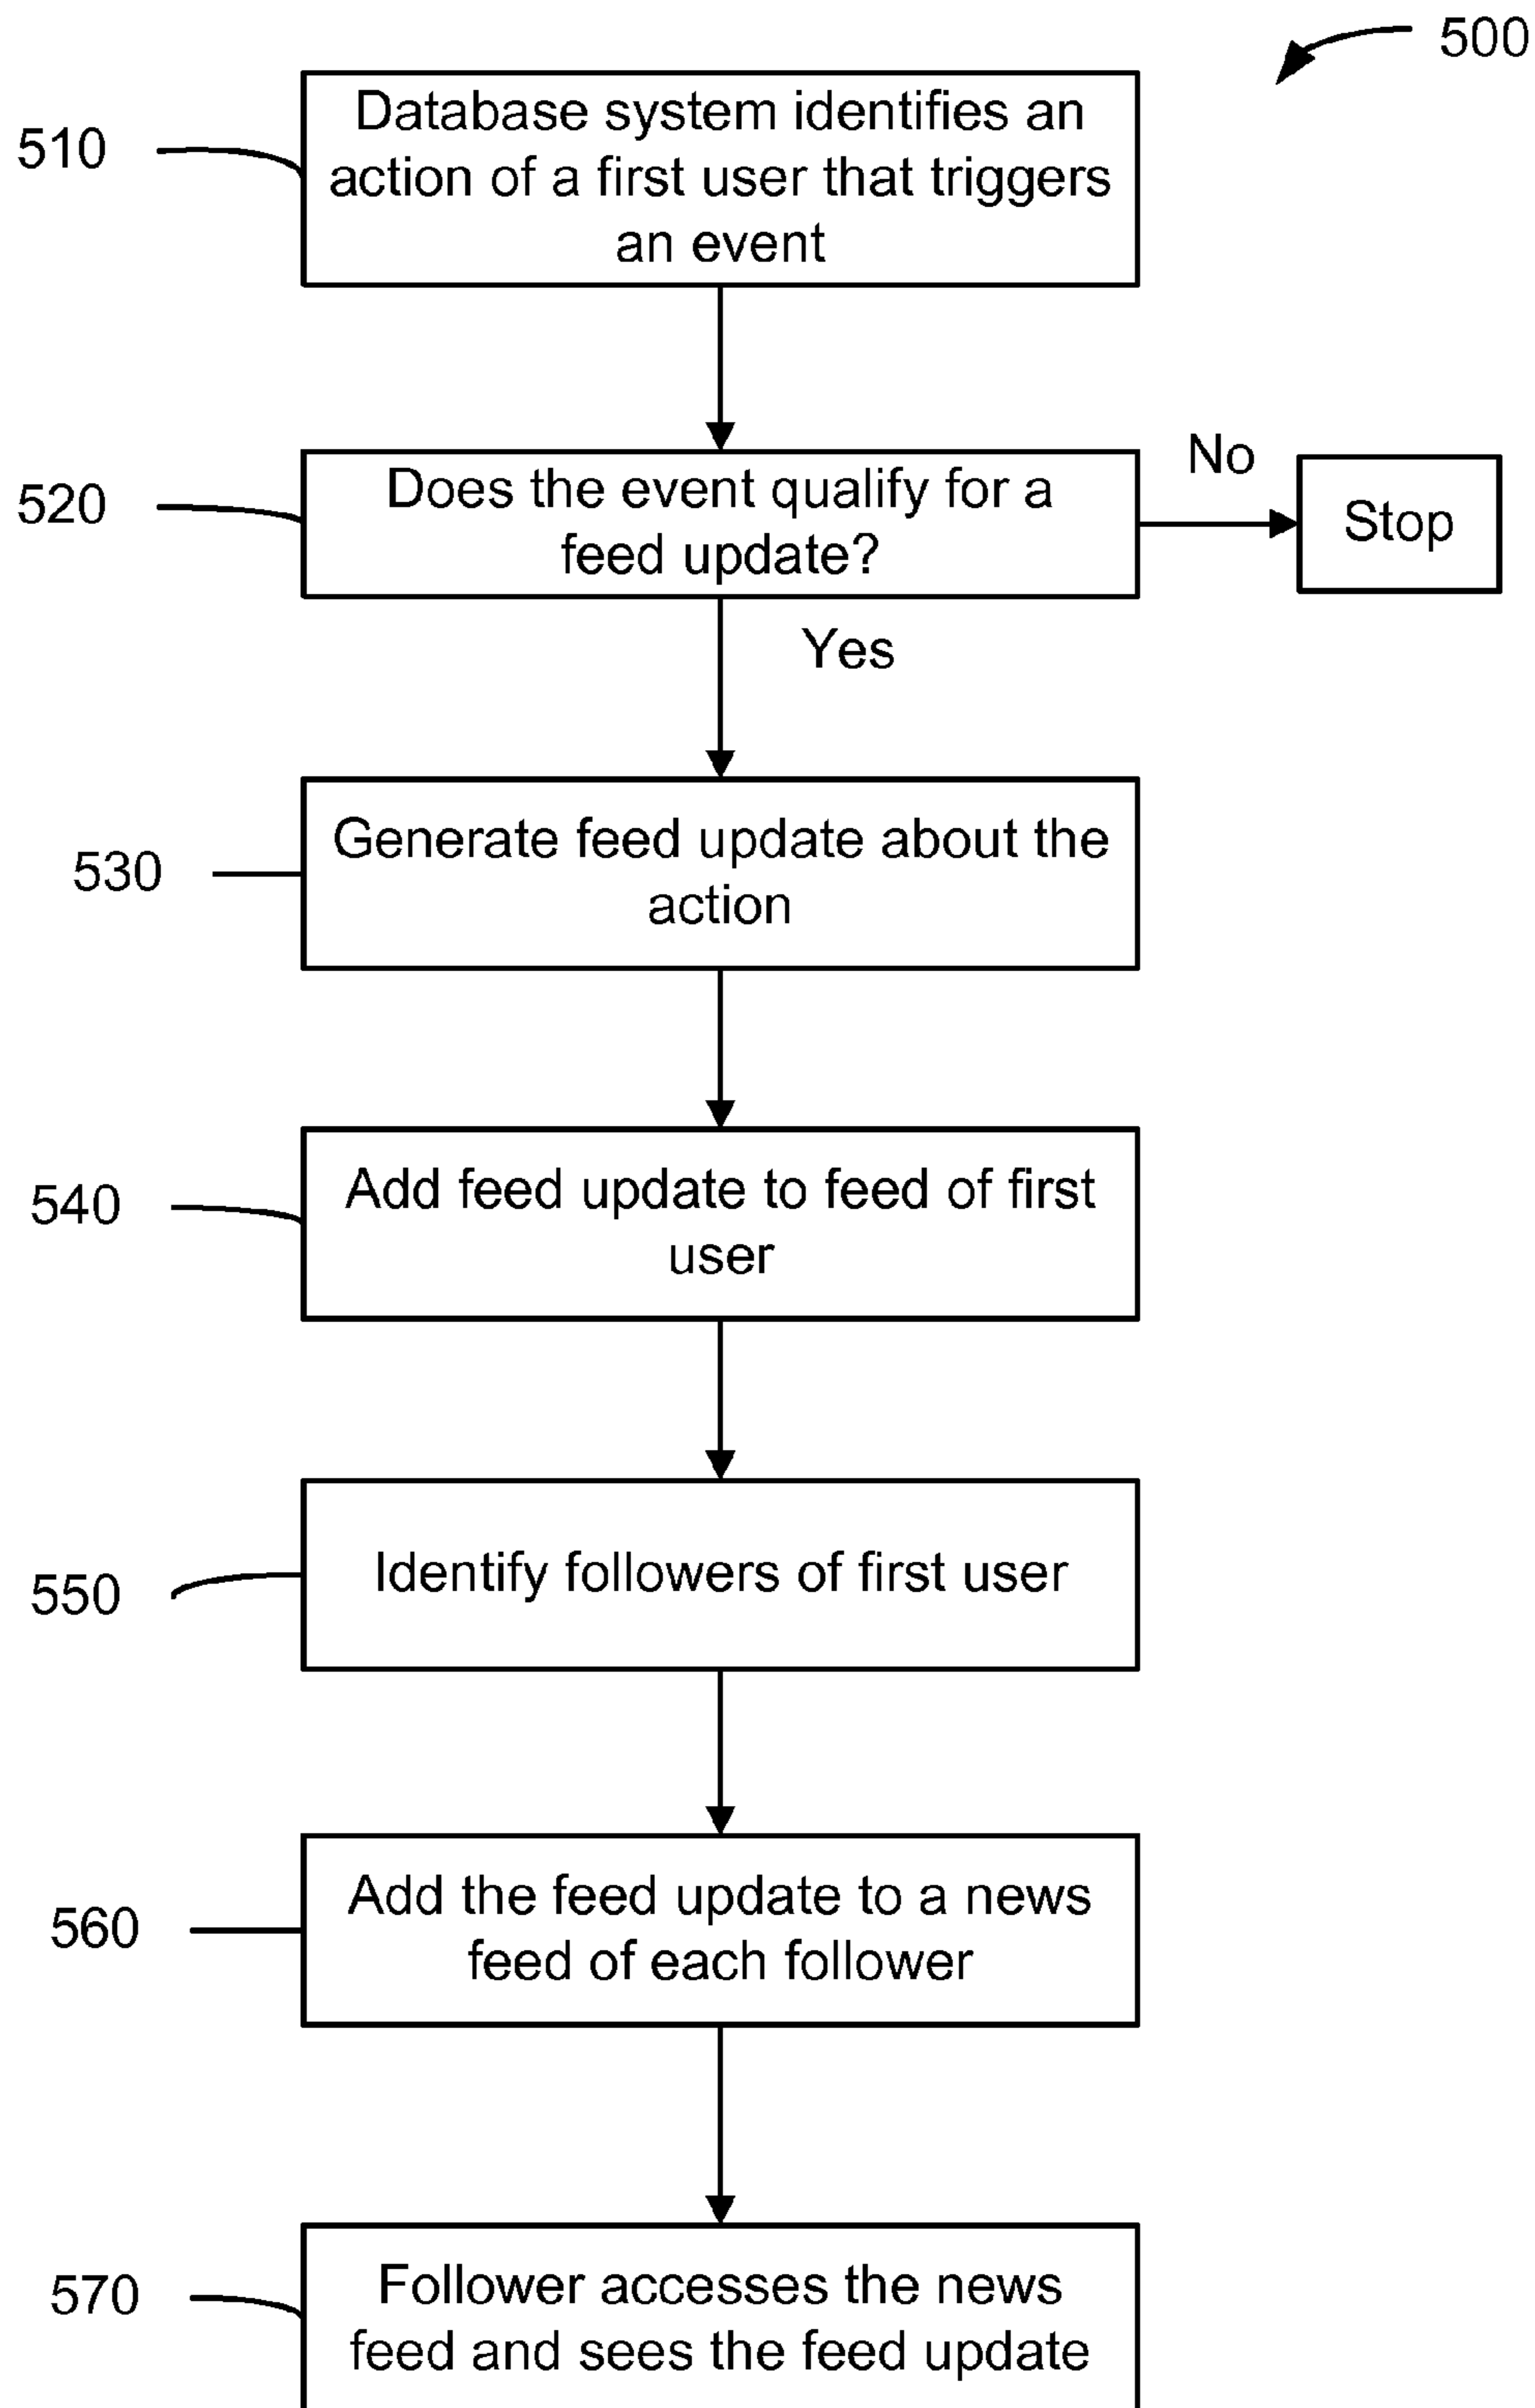 500
510
Database system identifies an
action of a first user that triggers
an event
520
Does the event qualify for a
feed update?
No
Stop
Yes
530
Generate feed update about the
action
540
Add feed update to feed of first
user
550
Identify followers of first user
560
Add the feed update to a news
feed of each follower
570
Follower accesses the news
feed and sees the feed update